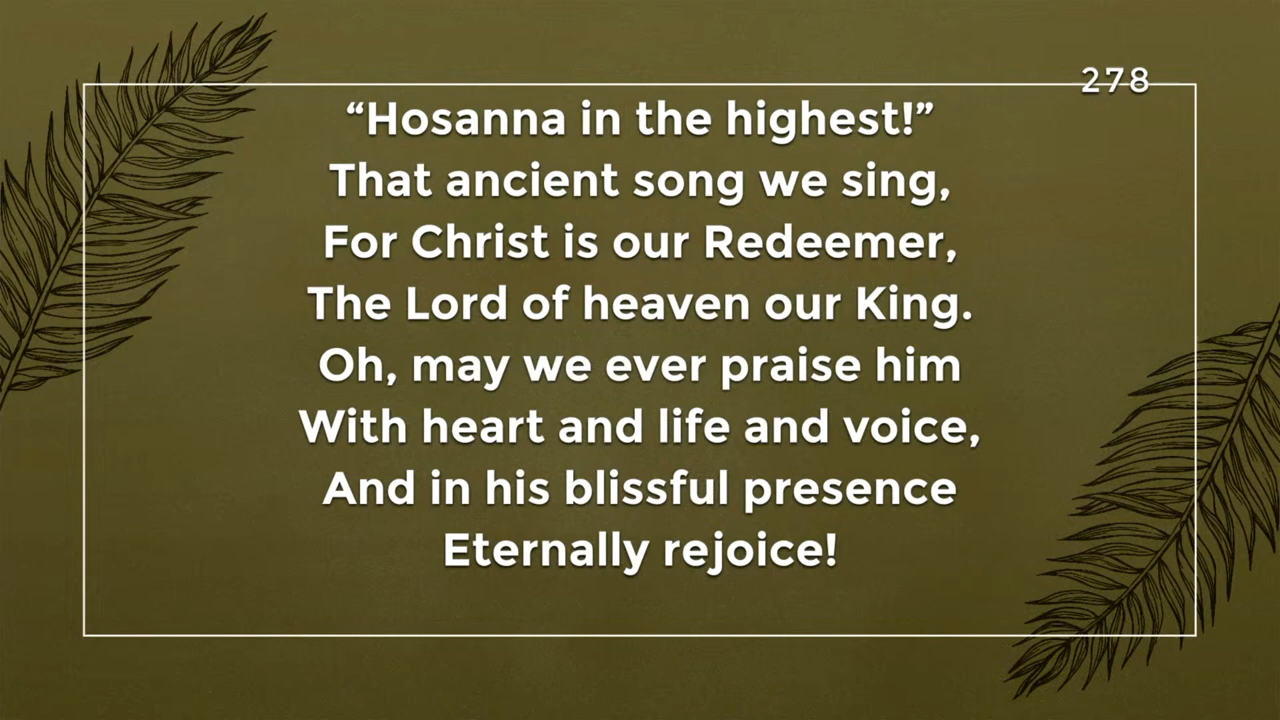 278
“Hosanna in the highest!”
That ancient song we sing,
For Christ is our Redeemer,
The Lord of heaven our King.
Oh, may we ever praise him
With heart and life and voice,
And in his blissful presence
Eternally rejoice!